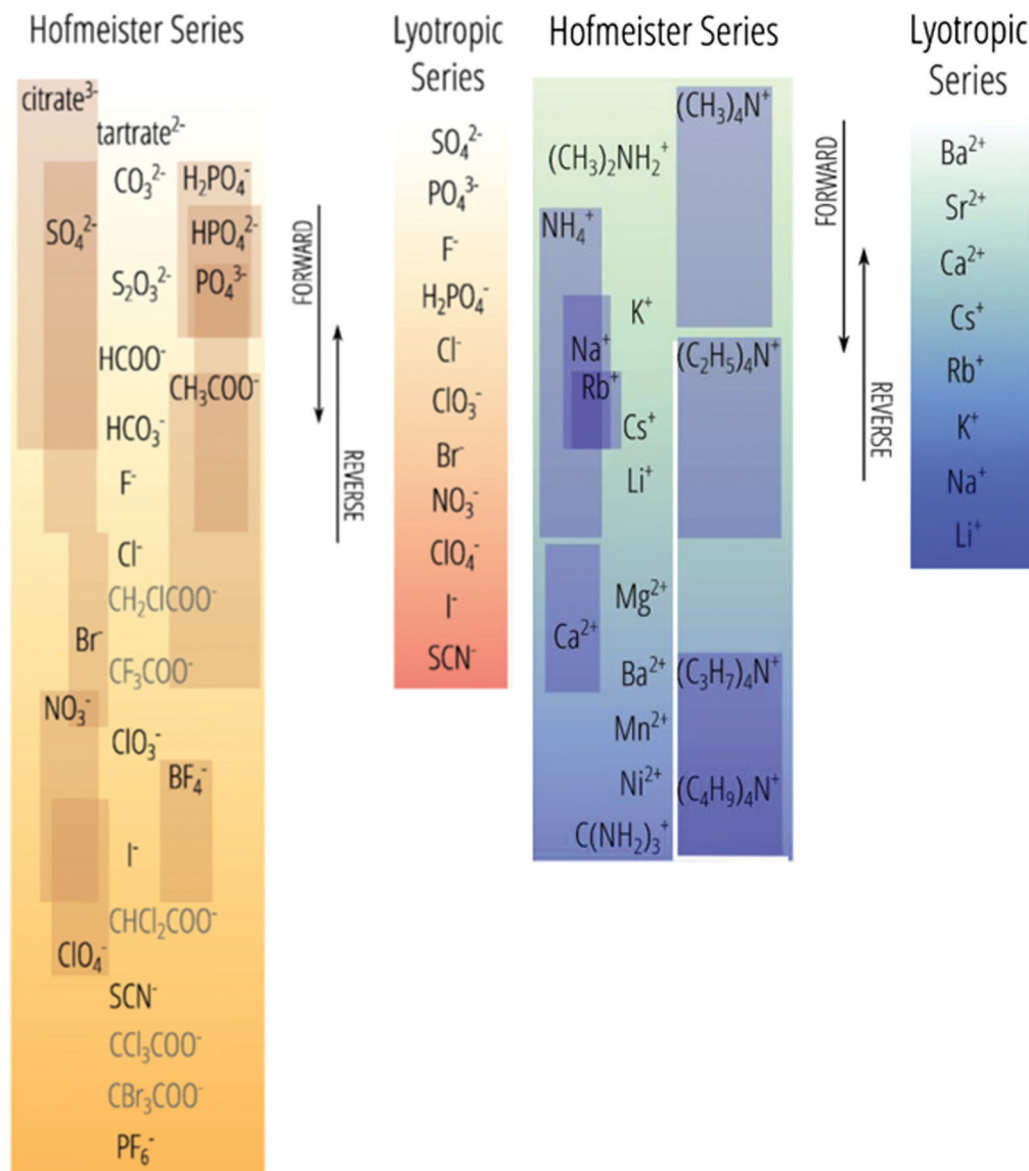 Hofmeister Series
citrate³⁻
tartrate²⁻
CO₃²⁻
H₂PO₄⁻
SO₄²⁻
HPO₄²⁻
S₂O₃²⁻
PO₄³⁻
HCOO⁻
CH₃COO⁻
HCO₃⁻
F⁻
Cl⁻
CH₂ClCOO⁻
Br⁻
CF₃COO⁻
NO₃⁻
ClO₃⁻
BF₄⁻
I⁻
CHCl₂COO⁻
ClO₄⁻
SCN⁻
CCl₃COO⁻
CBr₃COO⁻
PF₆⁻
FORWARD
REVERSE
Lyotropic
Series
SO₄²⁻
PO₄³⁻
F⁻
H₂PO₄⁻
Cl⁻
ClO₃⁻
Br⁻
NO₃⁻
ClO₄⁻
I⁻
SCN⁻
Hofmeister Series
(CH₃)₄N⁺
(CH₃)₂NH₂⁺
NH₄⁺
K⁺
Na⁺
(C₂H₅)₄N⁺
Rb⁺
Cs⁺
Li⁺
Mg²⁺
Ca²⁺
Ba²⁺
(C₃H₇)₄N⁺
Mn²⁺
Ni²⁺
(C₄H₉)₄N⁺
C(NH₂)₃⁺
FORWARD
REVERSE
Lyotropic
Series
Ba²⁺
Sr²⁺
Ca²⁺
Cs⁺
Rb⁺
K⁺
Na⁺
Li⁺